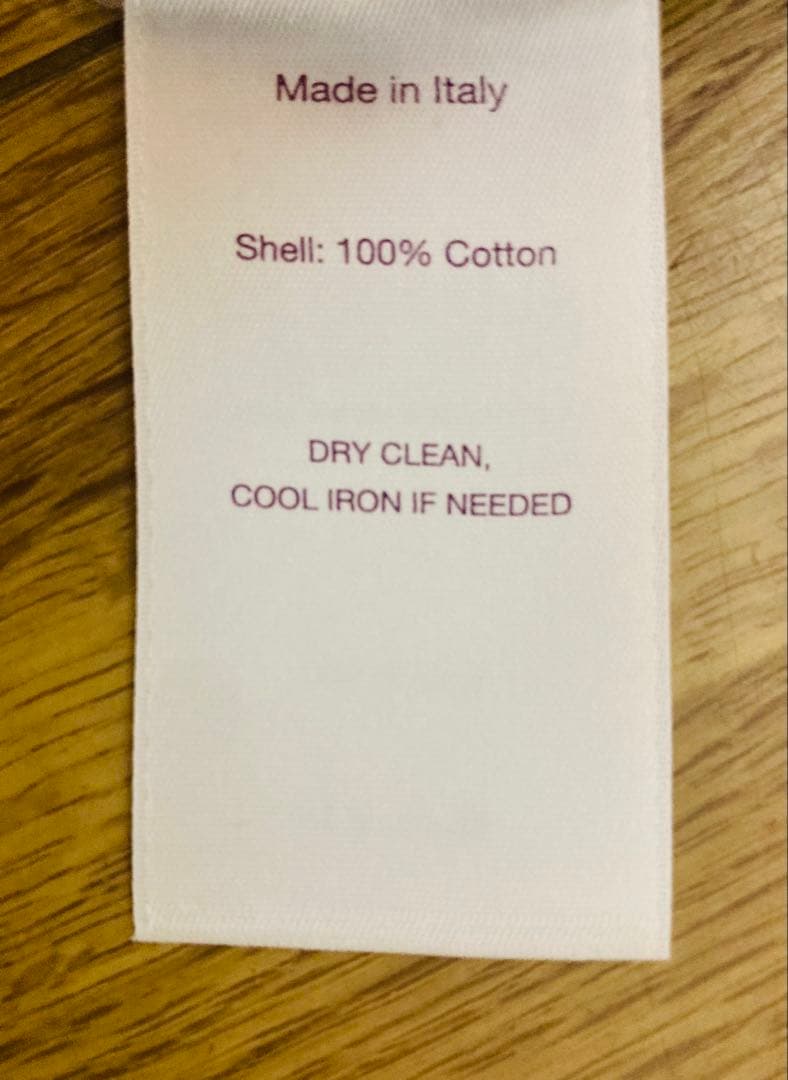 Made in Italy
Shell: 100% Cotton
DRY CLEAN,
COOL IRON IF NEEDED